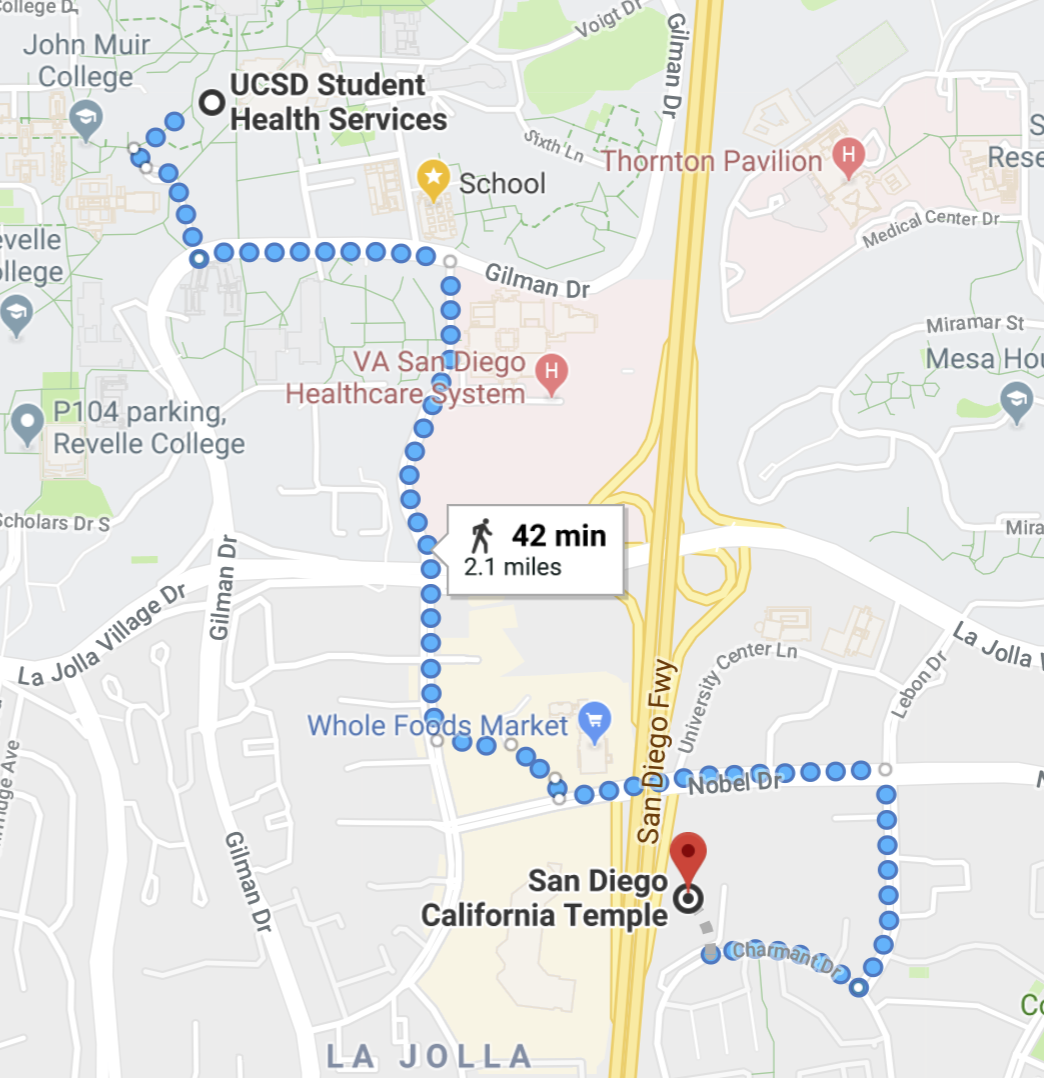 College D
Voigt Dr
John Muir
College
Gilman Dr
UCSD Student
Health Services
Sixth Ln
Thornton Pavilion
H
S
Rese
School
Medical Center Dr
evelle
ollege
Gilman Dr
Miramar St
VA San Diego
Healthcare System
H
Mesa Hou
P104 parking,
Revelle College
Scholars Dr S
Mira
42 min
2.1 miles
Gilman Dr
La Jolla Village Dr
La Jolla V
University Center Ln
Lebon Dr
Whole Foods Market
San Diego Fwy
Nobel Dr
N
ridge Ave
Gilman Dr
San Diego
California Temple
Charmant Dr
Co
LA JOLLA